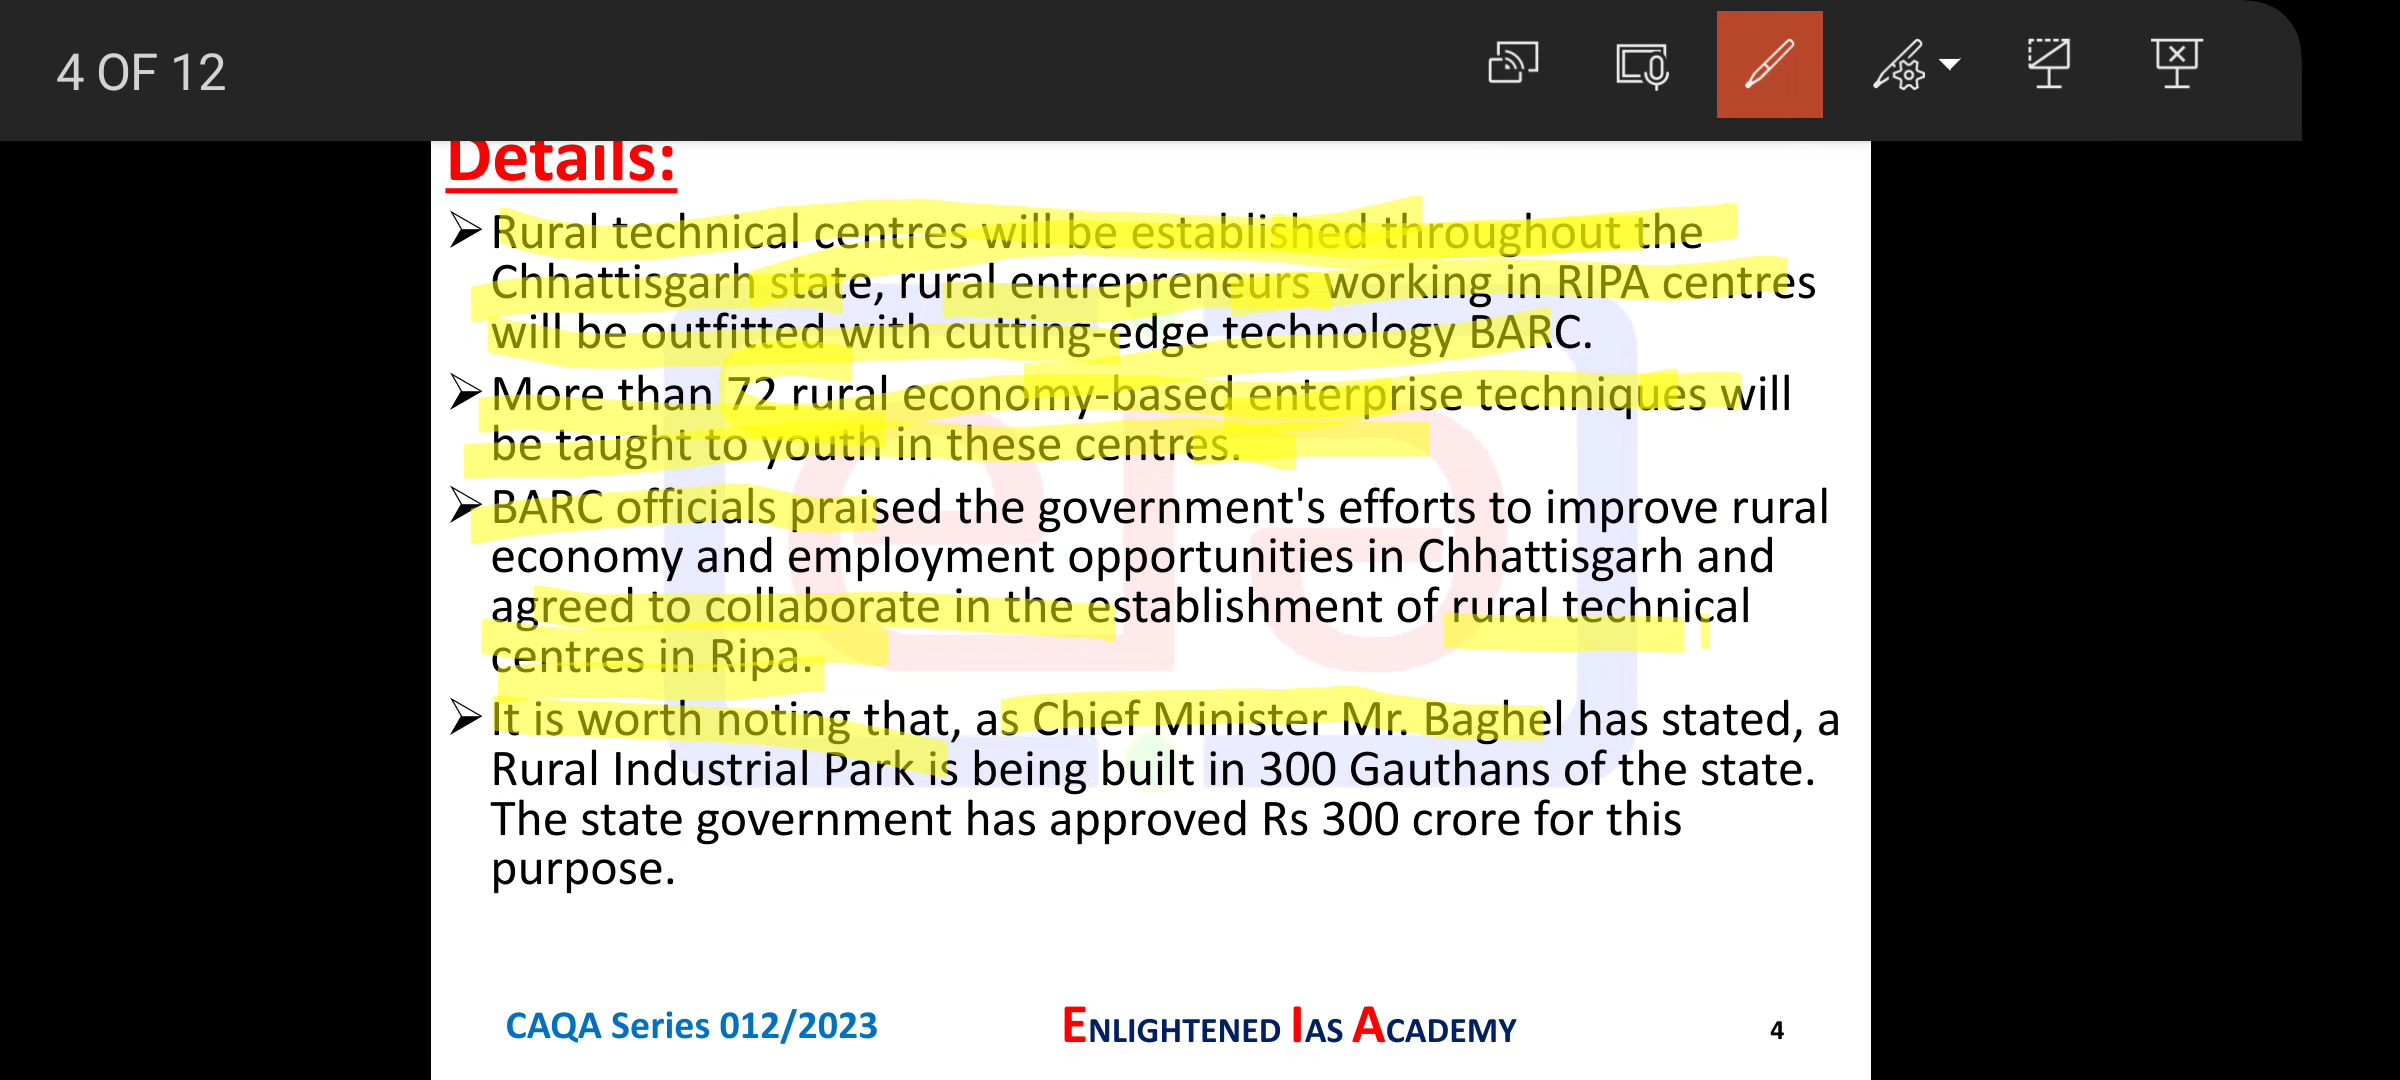 4 OF 12
Details:
➢ Rural technical centres will be established throughout the
Chhattisgarh state, rural entrepreneurs working in RIPA centres
will be outfitted with cutting-edge technology BARC.
➢ More than 72 rural economy-based enterprise techniques will
be taught to youth in these centres.
➢ BARC officials praised the government's efforts to improve rural
economy and employment opportunities in Chhattisgarh and
agreed to collaborate in the establishment of rural technical
centres in Ripa.
➢ It is worth noting that, as Chief Minister Mr. Baghel has stated, a
Rural Industrial Park is being built in 300 Gauthans of the state.
The state government has approved Rs 300 crore for this
purpose.
CAQA Series 012/2023 ENLIGHTENED IAS ACADEMY 4